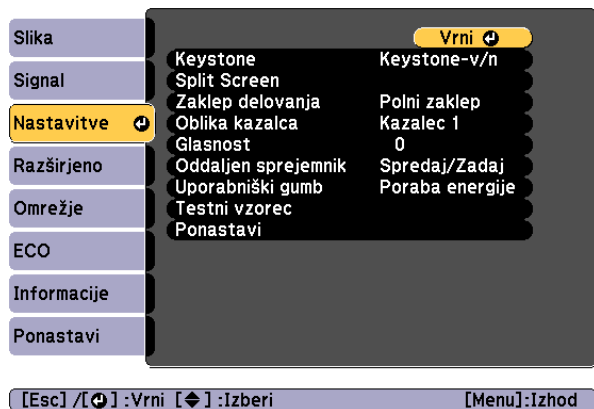 Slika
Signal
Nastavitve
Razširjeno
Omrežje
ECO
Informacije
Ponastavi
Vrni
Keystone Keystone-v/n
Split Screen
Zaklep delovanja Polni zaklep
Oblika kazalca Kazalec 1
Glasnost 0
Oddaljen sprejemnik Spredaj/Zadaj
Uporabniški gumb Poraba energije
Testni vzorec
Ponastavi
[Esc] /[⏎] :Vrni [◆] :Izberi [Menu]:Izhod